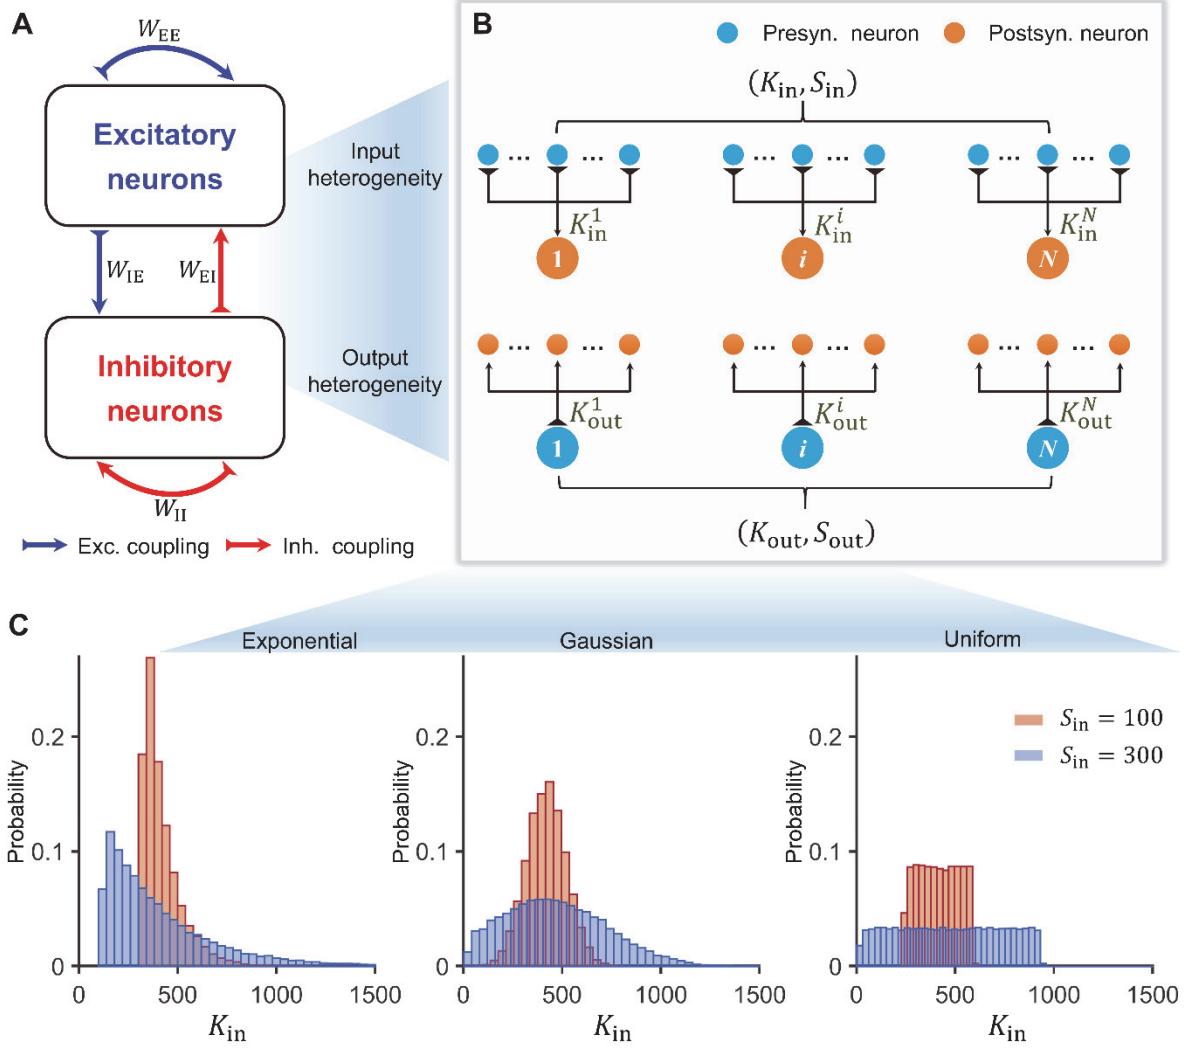 A
W_EE
Excitatory
neurons
W_IE
W_EI
Inhibitory
neurons
W_II
Exc. coupling
Inh. coupling
Input
heterogeneity
Output
heterogeneity
B
Presyn. neuron
Postsyn. neuron
(K_in, S_in)
... ... ... ... ... ...
K_in^1 K_in^i K_in^N
1 i N
... ... ... ... ... ...
K_out^1 K_out^i K_out^N
1 i N
(K_out, S_out)
C
Exponential
Probability
0.2
0.1
0
0 500 1000 1500
K_in
Gaussian
Probability
0.2
0.1
0
0 500 1000 1500
K_in
Uniform
S_in = 100
S_in = 300
Probability
0.2
0.1
0
0 500 1000 1500
K_in